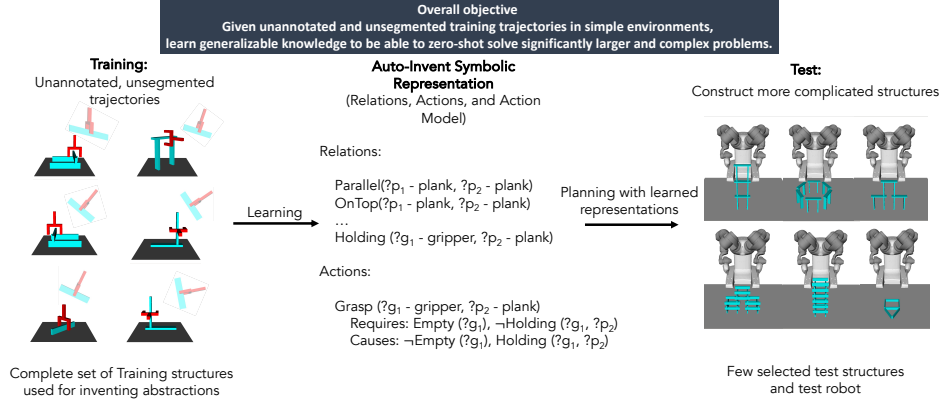 Overall objective
Given unannotated and unsegmented training trajectories in simple environments,
learn generalizable knowledge to be able to zero-shot solve significantly larger and complex problems.
Training:
Unannotated, unsegmented
trajectories
Complete set of Training structures
used for inventing abstractions
Learning
Auto-Invent Symbolic
Representation
(Relations, Actions, and Action
Model)
Relations:
Parallel(?p₁ - plank, ?p₂ - plank)
OnTop(?p₁ - plank, ?p₂ - plank)
...
Holding (?g₁ - gripper, ?p₂ - plank)
Actions:
Grasp (?g₁ - gripper, ?p₂ - plank)
Requires: Empty (?g₁), ¬Holding (?g₁, ?p₂)
Causes: ¬Empty (?g₁), Holding (?g₁, ?p₂)
Planning with learned
representations
Test:
Construct more complicated structures
Few selected test structures
and test robot